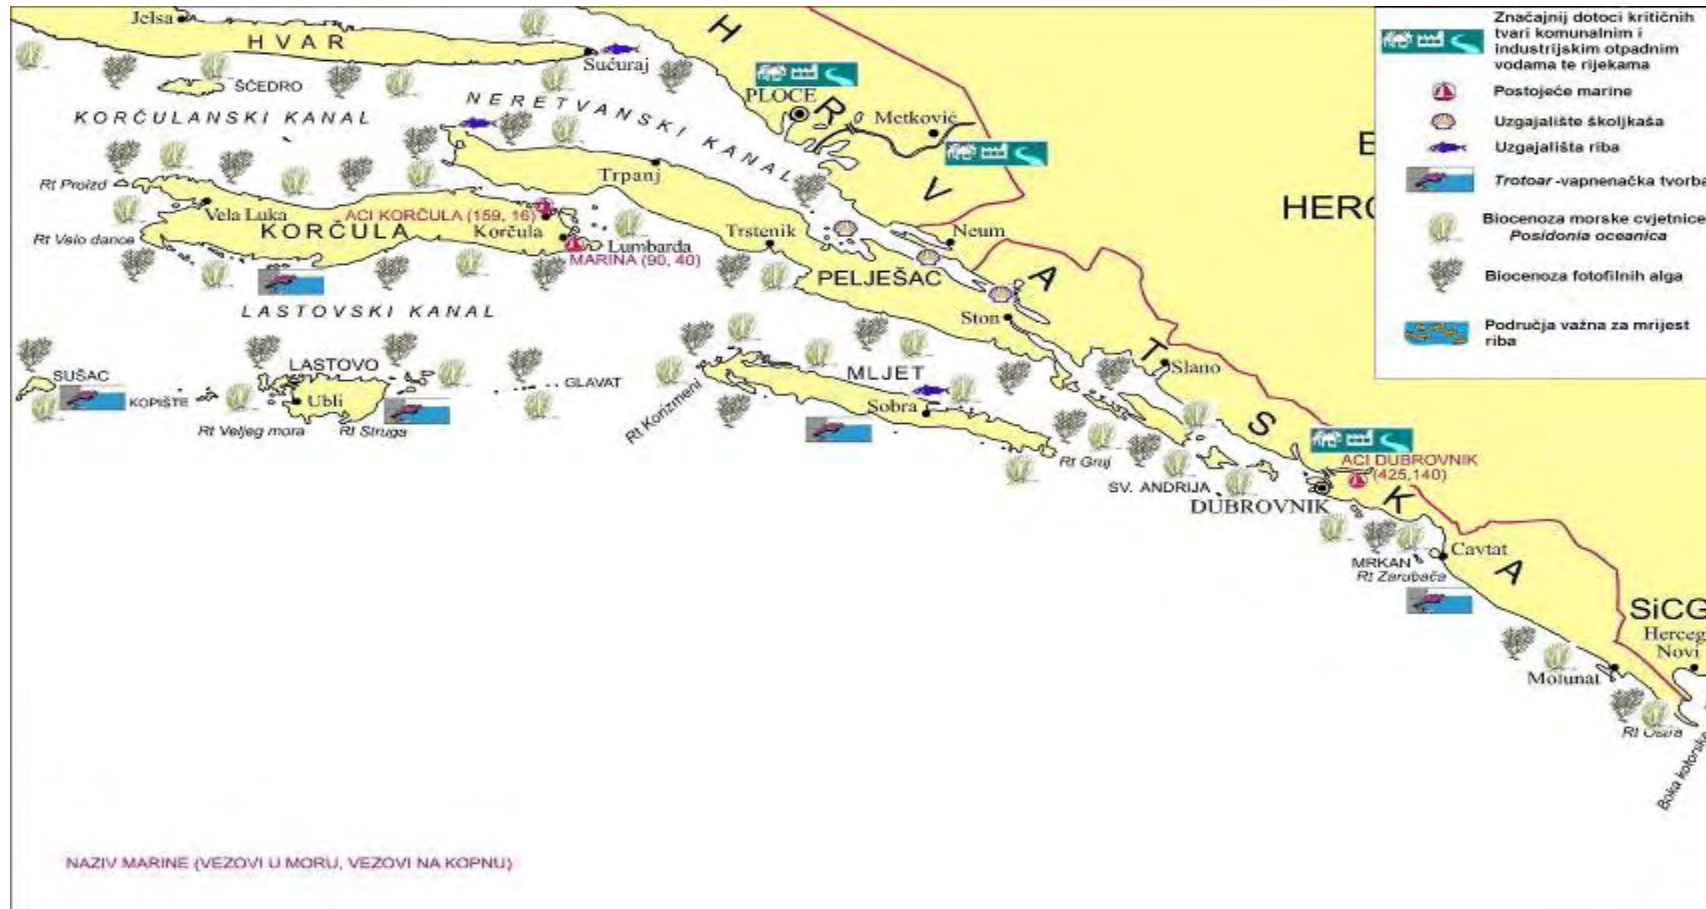 Jelsa
HVAR
Sućuraj
ŠĆEDRO
KORČULANSKI KANAL
NERETVANSKI KANAL
PLOČE
Metković
HRVATSKA
HERC
Rt Proizd
Vela Luka
ACI KORČULA (159, 16)
KORČULA
Korčula
Rt Velo dance
Lumbarda
MARINA (90, 40)
Trpanj
Trstenik
Neum
PELJEŠAC
Ston
LASTOVSKI KANAL
Slano
SUŠAC
KOPIŠTE
LASTOVO
Ubli
Rt Veljeg mora
Rt Struga
GLAVAT
MLJET
Rt Korizmeni
Sobra
Rt Gruj
SV. ANDRIJA
ACI DUBROVNIK
(425,140)
DUBROVNIK
MRKAN
Cavtat
Rt Zarubača
SiCG
Herceg
Novi
Molunat
Rt Oštra
Boka kotorska
Značajnij dotoci kritičnih
tvari komunalnim i
industrijskim otpadnim
vodama te rijekama
Postojeće marine
Uzgajalište školjkaša
Uzgajališta riba
Trotoar -vapnenačka tvorba
Biocenoza morske cvjetnice
Posidonia oceanica
Biocenoza fotofilnih alga
Područja važna za mrijest
riba
NAZIV MARINE (VEZOVI U MORU, VEZOVI NA KOPNU)